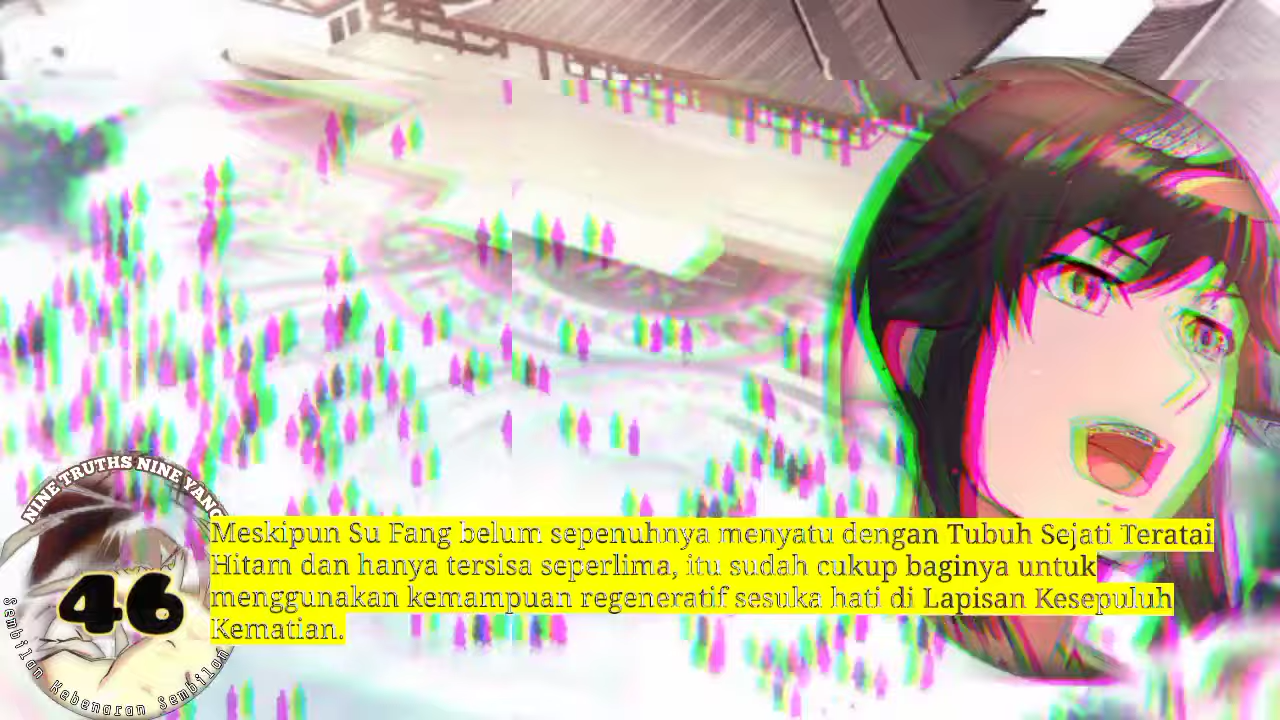 NINE TRUTHS NINE YANG
46
Sembilan Kebenaran Sembilan
Meskipun Su Fang belum sepenuhnya menyatu dengan Tubuh Sejati Teratai
Hitam dan hanya tersisa seperlima, itu sudah cukup baginya untuk
menggunakan kemampuan regeneratif sesuka hati di Lapisan Kesepuluh
Kematian.